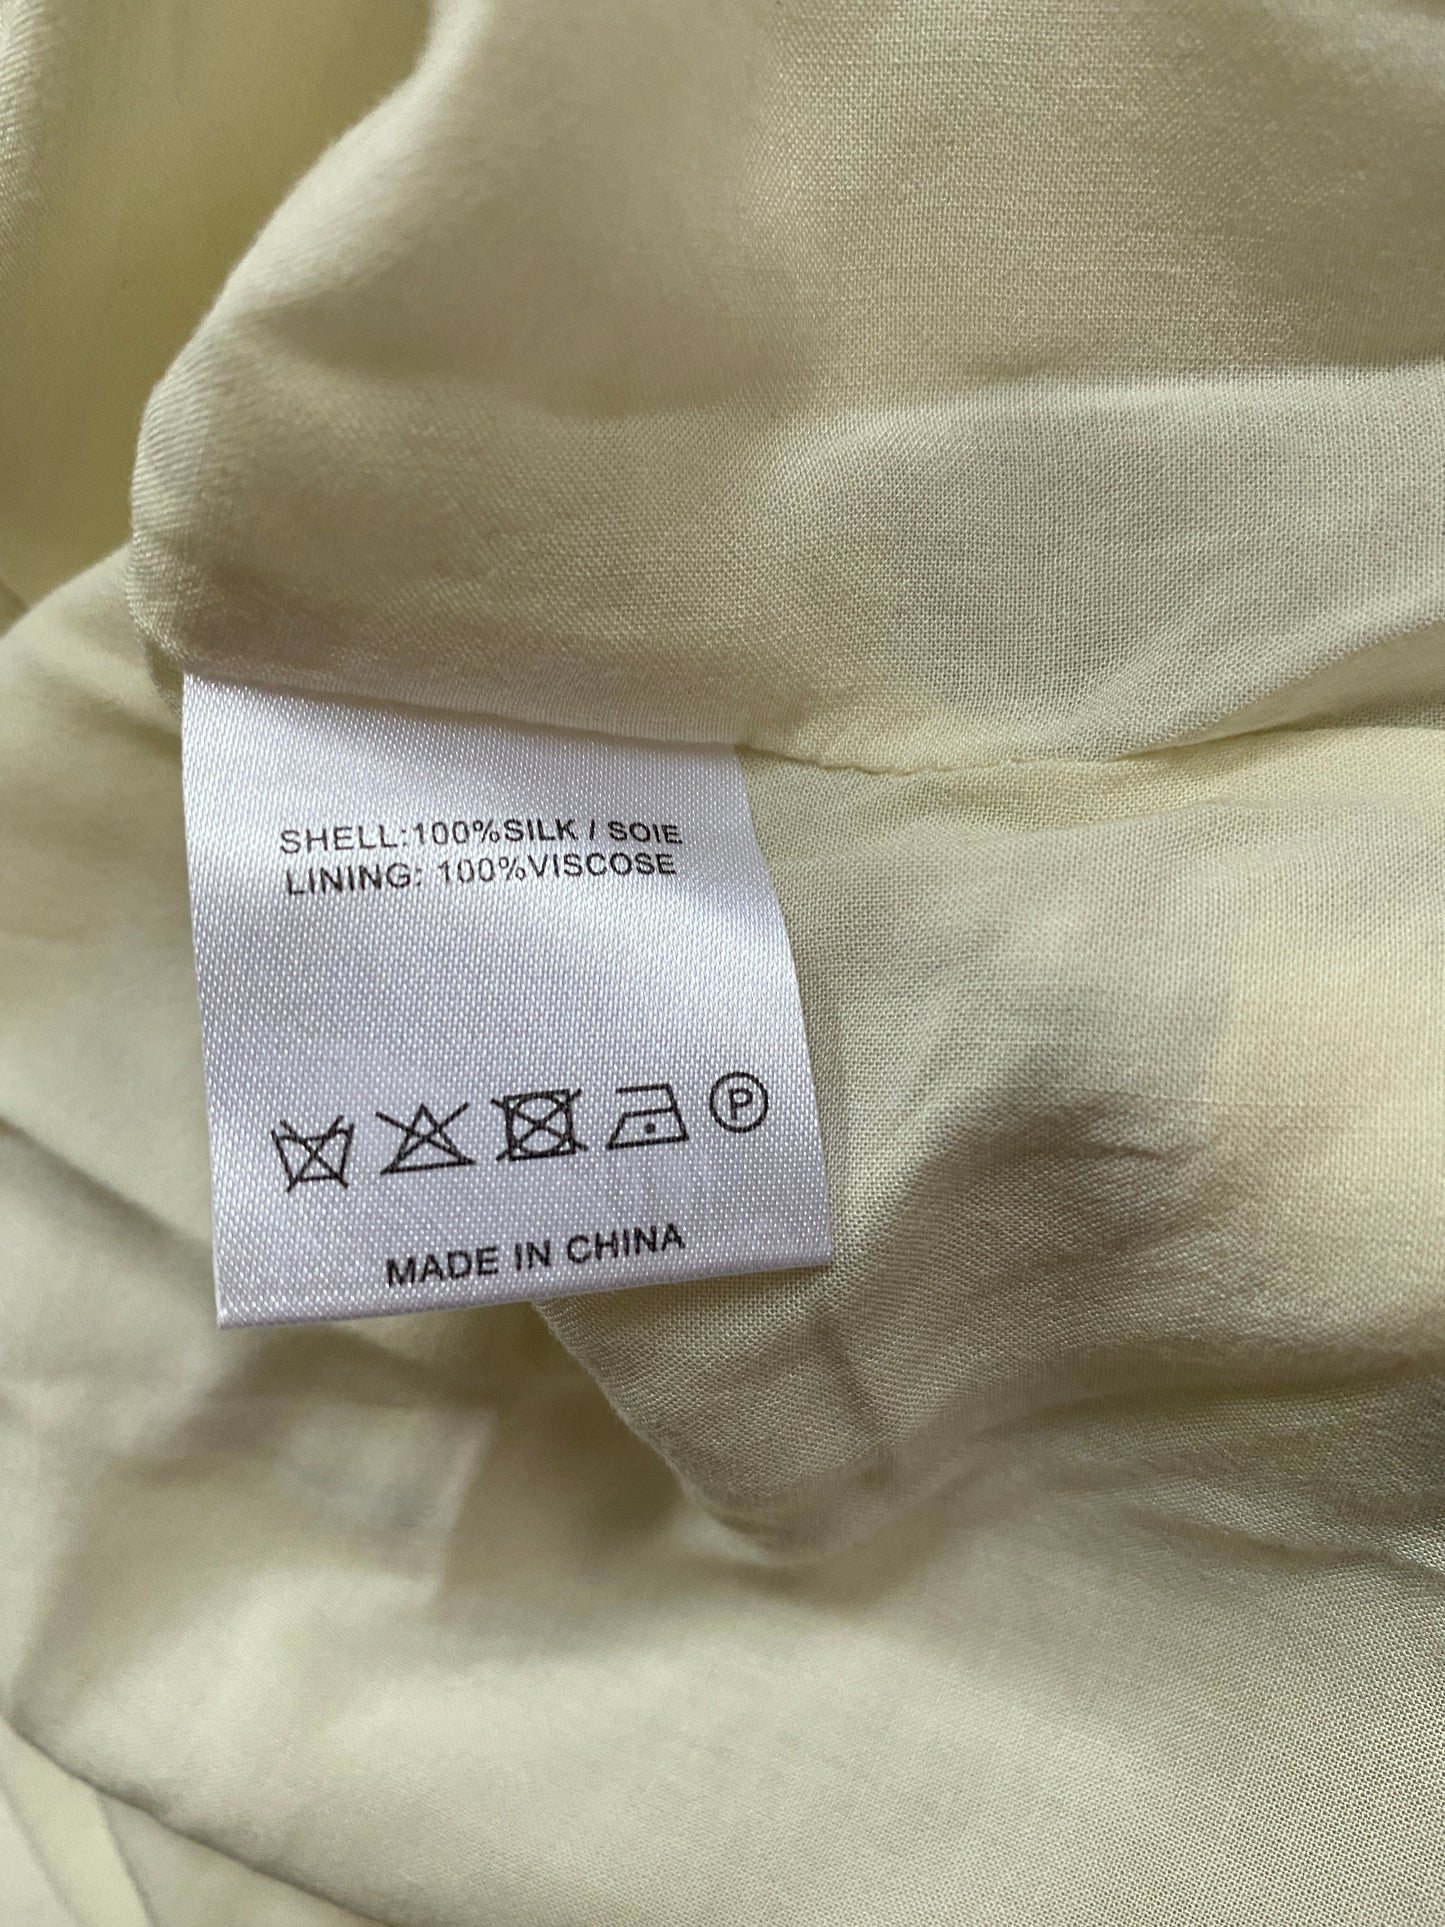 SHELL:100%SILK / SOIE
LINING: 100%VISCOSE
P
MADE IN CHINA